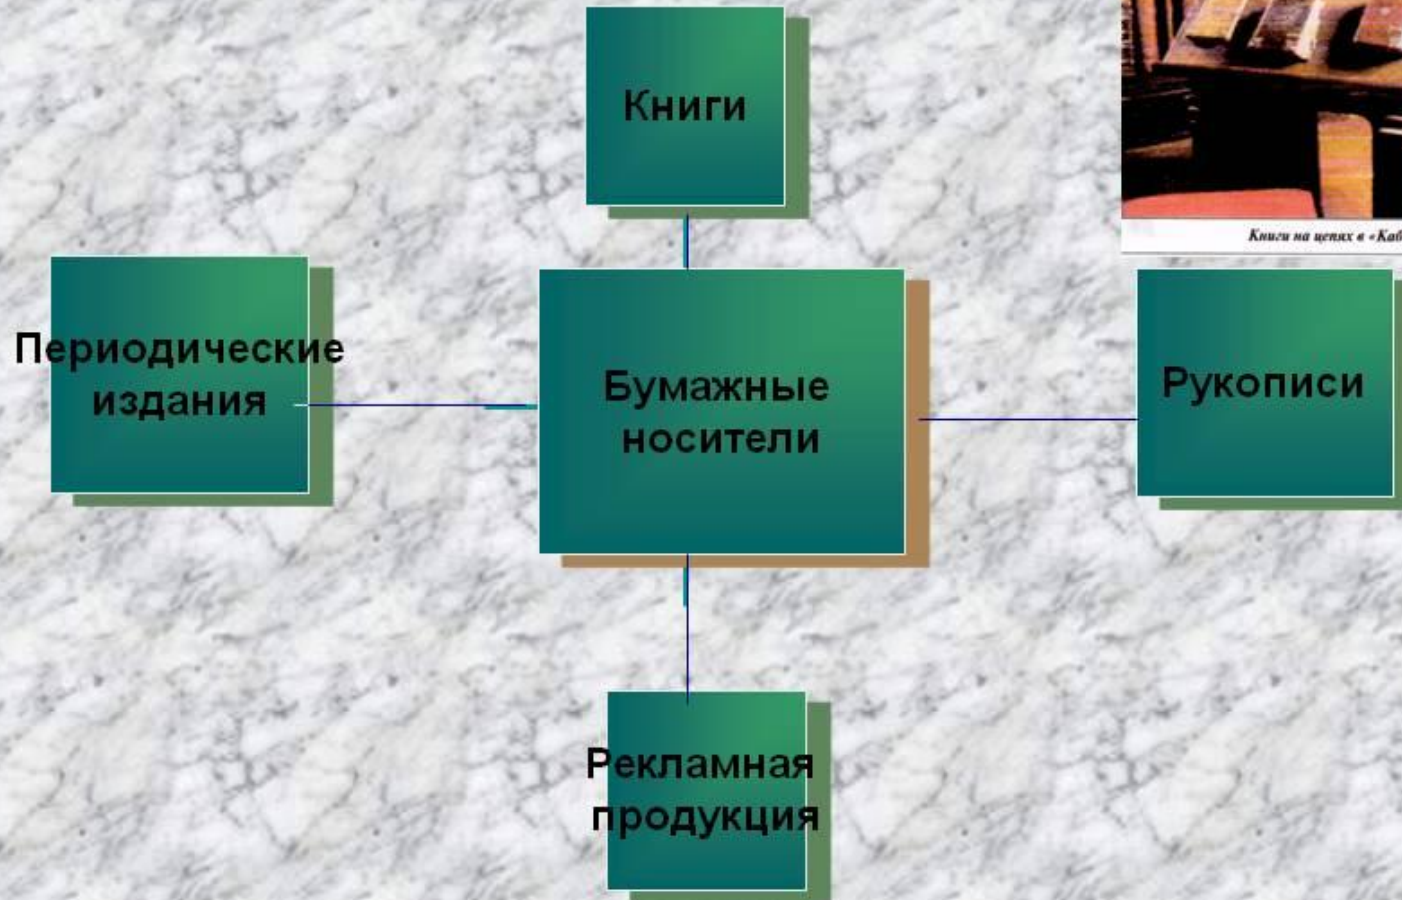 Книги
Книги на цепях в
Периодические
издания
Бумажные
носители
Рукописи
Рекламная
продукция